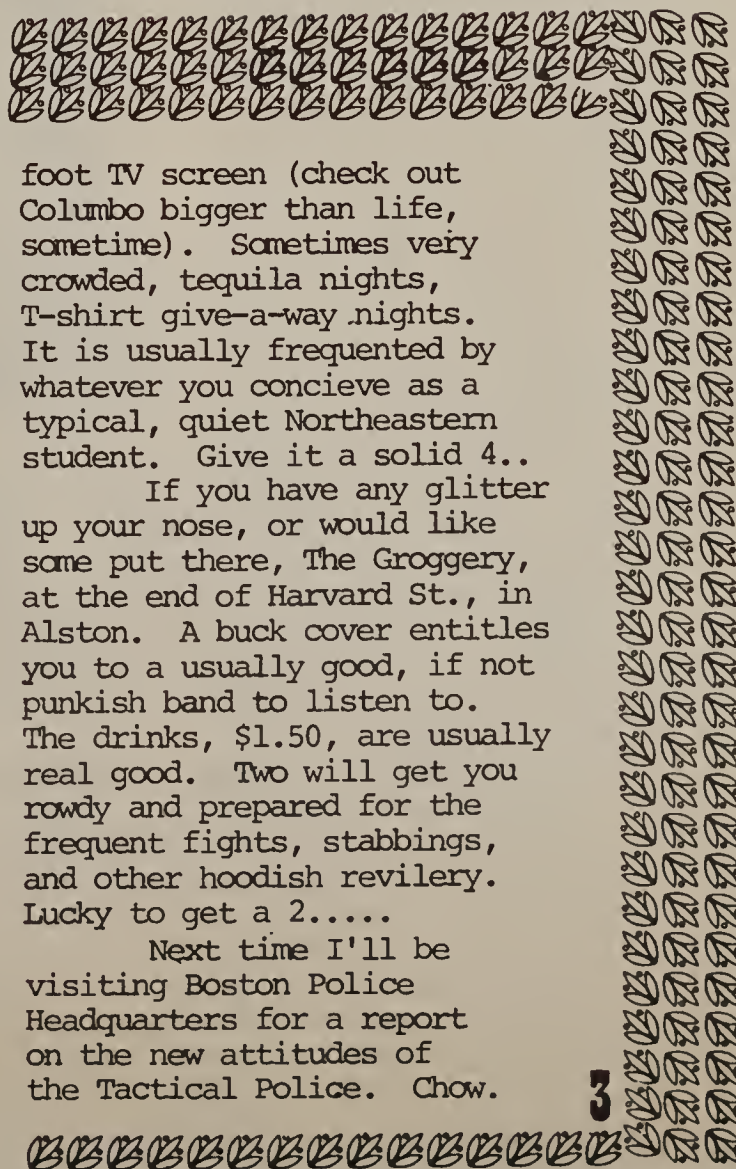 foot TV screen (check out
Columbo bigger than life,
sometime). Sometimes very
crowded, tequila nights,
T-shirt give-a-way nights.
It is usually frequented by
whatever you concieve as a
typical, quiet Northeastern
student. Give it a solid 4..
If you have any glitter
up your nose, or would like
some put there, The Groggery,
at the end of Harvard St., in
Alston. A buck cover entitles
you to a usually good, if not
punkish band to listen to.
The drinks, $1.50, are usually
real good. Two will get you
rowdy and prepared for the
frequent fights, stabbings,
and other hoodish revilery.
Lucky to get a 2.....
Next time I'll be
visiting Boston Police
Headquarters for a report
on the new attitudes of
the Tactical Police. Chow.
3